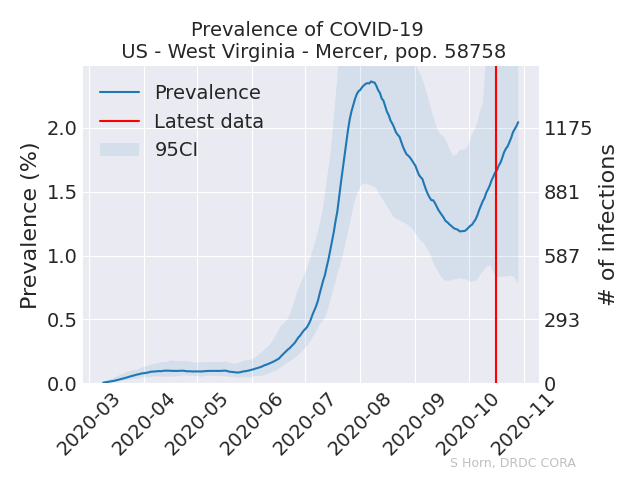 Prevalence of COVID-19
US - West Virginia - Mercer, pop. 58758
Prevalence
Latest data
95CI
Prevalence (%)
2.0
1.5
1.0
0.5
0.0
1175
881
587
293
0
# of infections
2020-03
2020-04
2020-05
2020-06
2020-07
2020-08
2020-09
2020-10
2020-11
S Horn, DRDC CORA